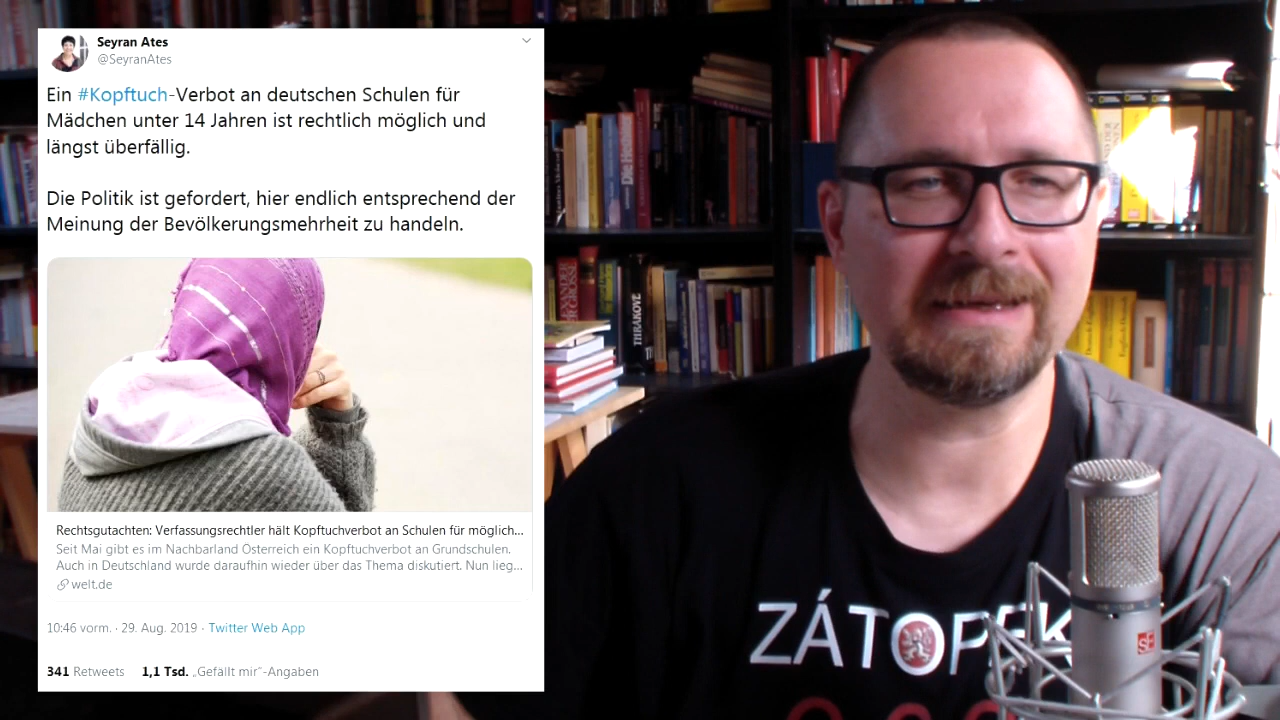 Seyran Ates
@SeyranAtes
Ein #Kopftuch-Verbot an deutschen Schulen für
Mädchen unter 14 Jahren ist rechtlich möglich und
längst überfällig.
Die Politik ist gefordert, hier endlich entsprechend der
Meinung der Bevölkerungsmehrheit zu handeln.
Rechtsgutachten: Verfassungsrechtler hält Kopftuchverbot an Schulen für möglich...
Seit Mai gibt es im Nachbarland Österreich ein Kopftuchverbot an Grundschulen.
Auch in Deutschland wurde daraufhin wieder über das Thema diskutiert. Nun lieg...
welt.de
10:46 vorm. · 29. Aug. 2019 · Twitter Web App
341 Retweets 1,1 Tsd. „Gefällt mir“-Angaben
THRAKOVÉ
ZÁTOPEK
sE